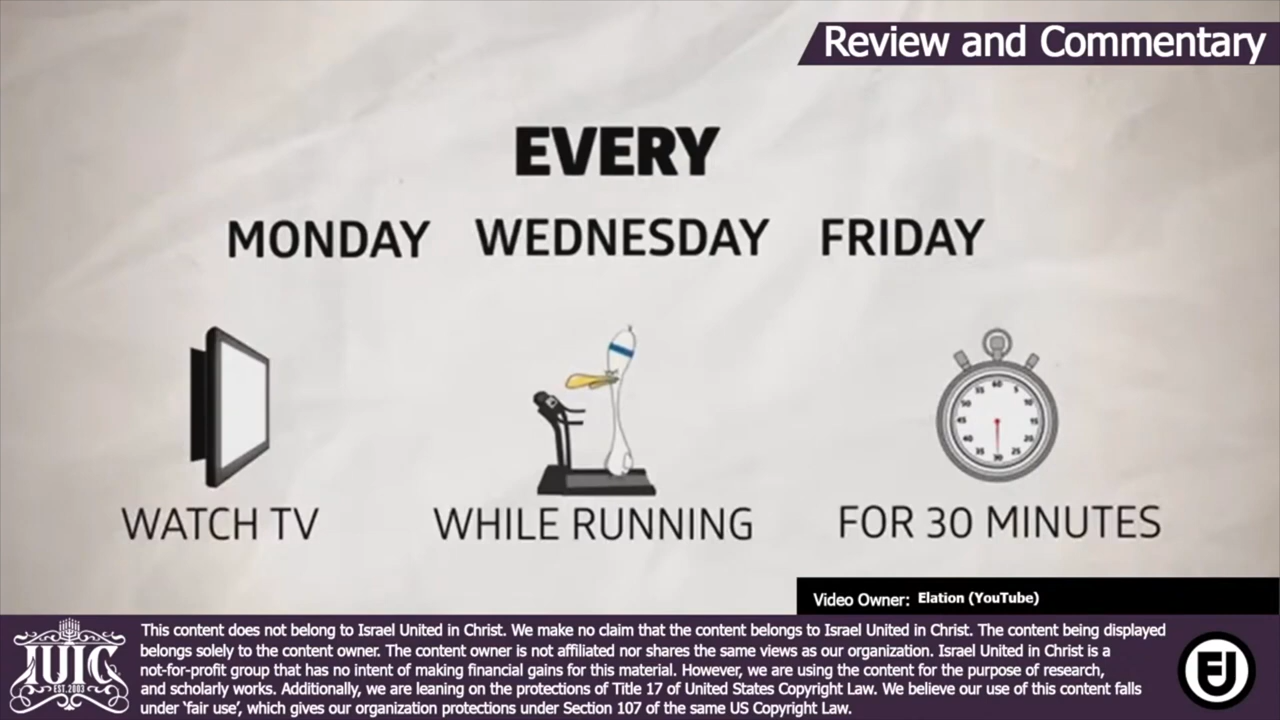 Review and Commentary
EVERY
MONDAY WEDNESDAY FRIDAY
WATCH TV WHILE RUNNING FOR 30 MINUTES
Video Owner: Elation (YouTube)
IUIC
EST.2003
This content does not belong to Israel United in Christ. We make no claim that the content belongs to Israel United in Christ. The content being displayed
belongs solely to the content owner. The content owner is not affiliated nor shares the same views as our organization. Israel United in Christ is a
not-for-profit group that has no intent of making financial gains for this material. However, we are using the content for the purpose of research,
and scholarly works. Additionally, we are leaning on the protections of Title 17 of United States Copyright Law. We believe our use of this content falls
under 'fair use', which gives our organization protections under Section 107 of the same US Copyright Law.